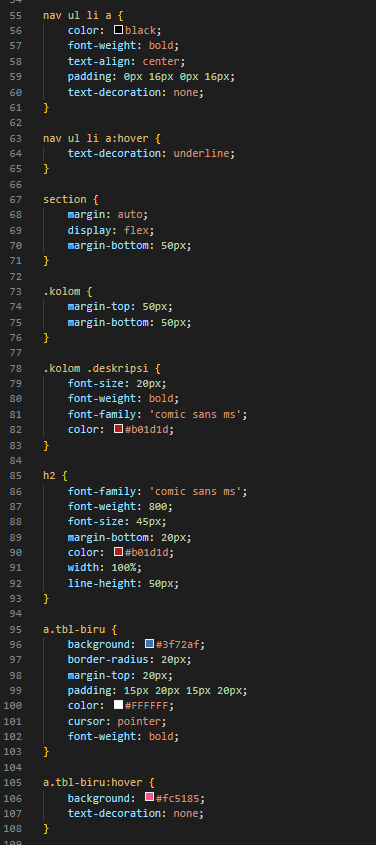 55 nav ul li a {
56 color: black;
57 font-weight: bold;
58 text-align: center;
59 padding: 0px 16px 0px 16px;
60 text-decoration: none;
61 }
62
63 nav ul li a:hover {
64 text-decoration: underline;
65 }
66
67 section {
68 margin: auto;
69 display: flex;
70 margin-bottom: 50px;
71 }
72
73 .kolom {
74 margin-top: 50px;
75 margin-bottom: 50px;
76 }
77
78 .kolom .deskripsi {
79 font-size: 20px;
80 font-weight: bold;
81 font-family: 'comic sans ms';
82 color: #b01d1d;
83 }
84
85 h2 {
86 font-family: 'comic sans ms';
87 font-weight: 800;
88 font-size: 45px;
89 margin-bottom: 20px;
90 color: #b01d1d;
91 width: 100%;
92 line-height: 50px;
93 }
94
95 a.tbl-biru {
96 background: #3f72af;
97 border-radius: 20px;
98 margin-top: 20px;
99 padding: 15px 20px 15px 20px;
100 color: #FFFFFF;
101 cursor: pointer;
102 font-weight: bold;
103 }
104
105 a.tbl-biru:hover {
106 background: #fc5185;
107 text-decoration: none;
108 }